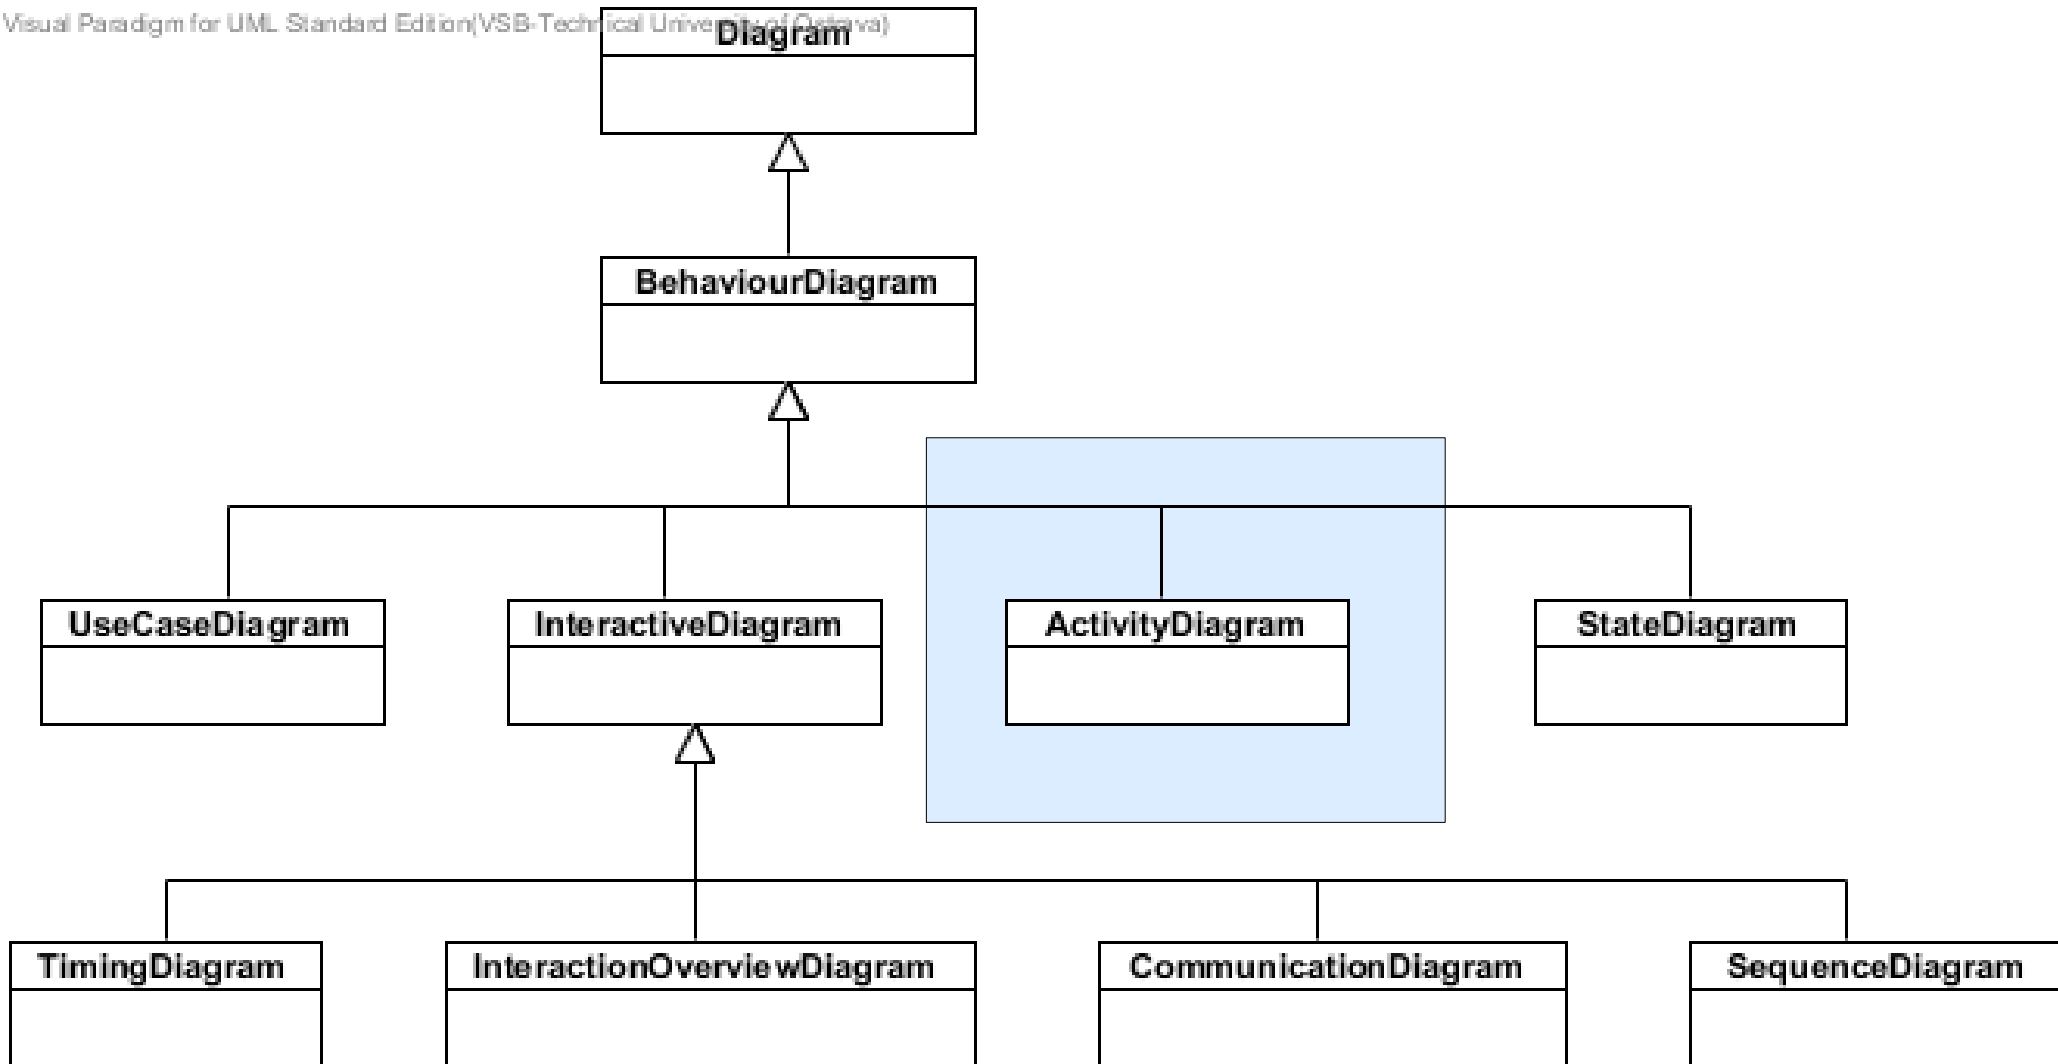 Visual Paradigm for UML Standard Edition(VSB-Technical University of Ostrava)
Diagram
BehaviourDiagram
UseCaseDiagram InteractiveDiagram ActivityDiagram StateDiagram
TimingDiagram InteractionOverviewDiagram CommunicationDiagram SequenceDiagram